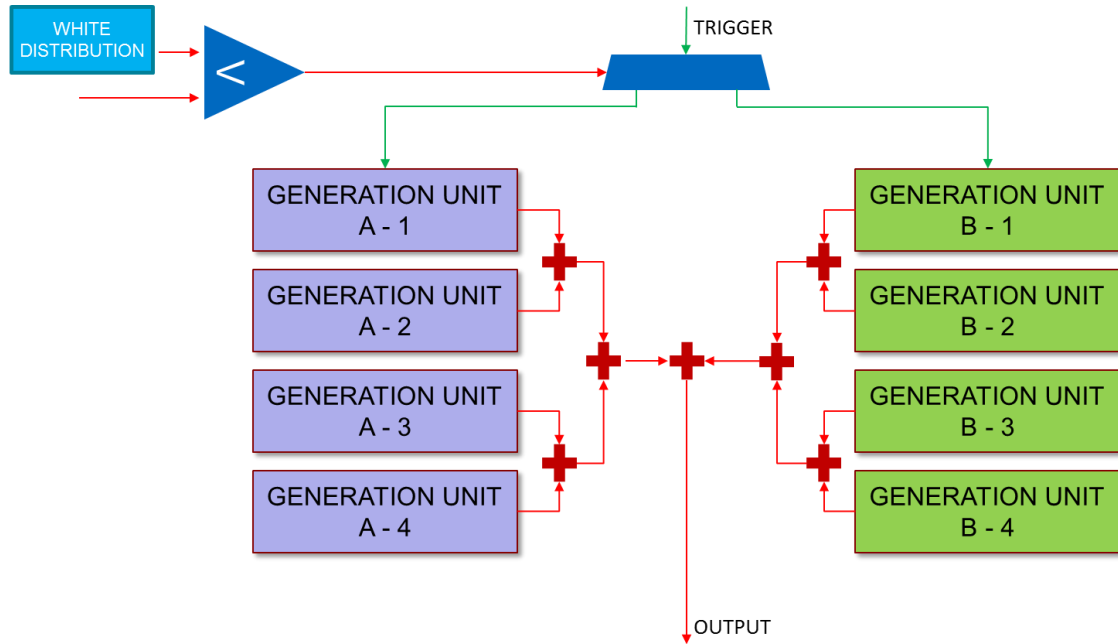 WHITE
DISTRIBUTION
<
TRIGGER
GENERATION UNIT
A - 1
GENERATION UNIT
A - 2
GENERATION UNIT
A - 3
GENERATION UNIT
A - 4
GENERATION UNIT
B - 1
GENERATION UNIT
B - 2
GENERATION UNIT
B - 3
GENERATION UNIT
B - 4
OUTPUT